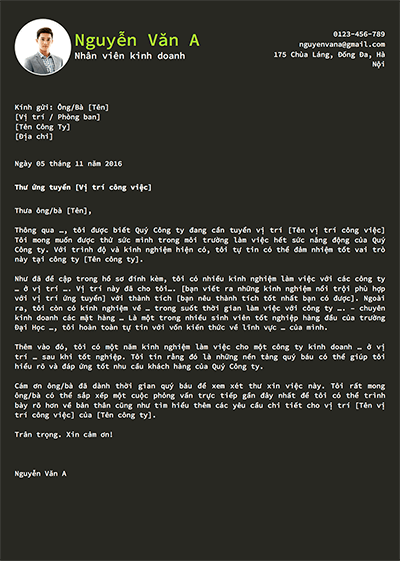 Nguyễn Văn A
Nhân viên kinh doanh
0123-456-789
nguyenvana@gmail.com
175 Chùa Láng, Đống Đa, Hà
Nội
Kính gửi: Ông/Bà [Tên]
[Vị trí / Phòng ban]
[Tên Công Ty]
[Địa chỉ]
Ngày 05 tháng 11 năm 2016
Thư ứng tuyển [Vị trí công việc]
Thưa ông/bà [Tên],
Thông qua …, tôi được biết Quý Công ty đang cần tuyển vị trí [Tên vị trí công việc]
Tôi mong muốn được thử sức mình trong môi trường làm việc hết sức năng động của Quý
Công ty. Với trình độ và kinh nghiệm hiện có, tôi tự tin có thể đảm nhiệm tốt vai trò
này tại công ty [Tên công ty].
Như đã đề cập trong hồ sơ đính kèm, tôi có nhiều kinh nghiệm làm việc với các công ty
… ở vị trí …. Vị trí này đã cho tôi…. [bạn viết ra những kinh nghiệm nổi trội phù hợp
với vị trí ứng tuyển] với thành tích [bạn nêu thành tích tốt nhất bạn có được]. Ngoài
ra, tôi còn có kinh nghiệm về … trong suốt thời gian làm việc với công ty …. - chuyên
kinh doanh các mặt hàng … Là một trong nhiều sinh viên tốt nghiệp hàng đầu của trường
Đại Học …, tôi hoàn toàn tự tin với vốn kiến thức về lĩnh vực … của mình.
Thêm vào đó, tôi có một năm kinh nghiệm làm việc cho một công ty kinh doanh … ở vị
trí … sau khi tốt nghiệp. Tôi tin rằng đó là những nền tảng quý báu có thể giúp tôi
hiểu rõ và đáp ứng tốt nhu cầu khách hàng của Quý Công ty.
Cám ơn ông/bà đã dành thời gian quý báu để xem xét thư xin việc này. Tôi rất mong
ông/bà có thể sắp xếp một cuộc phỏng vấn trực tiếp gần đây nhất để tôi có thể trình
bày rõ hơn về bản thân cũng như tìm hiểu thêm các yêu cầu chi tiết cho vị trí [Tên vị
trí công việc] của [Tên công ty].
Trân trọng. Xin cảm ơn!
Nguyễn Văn A